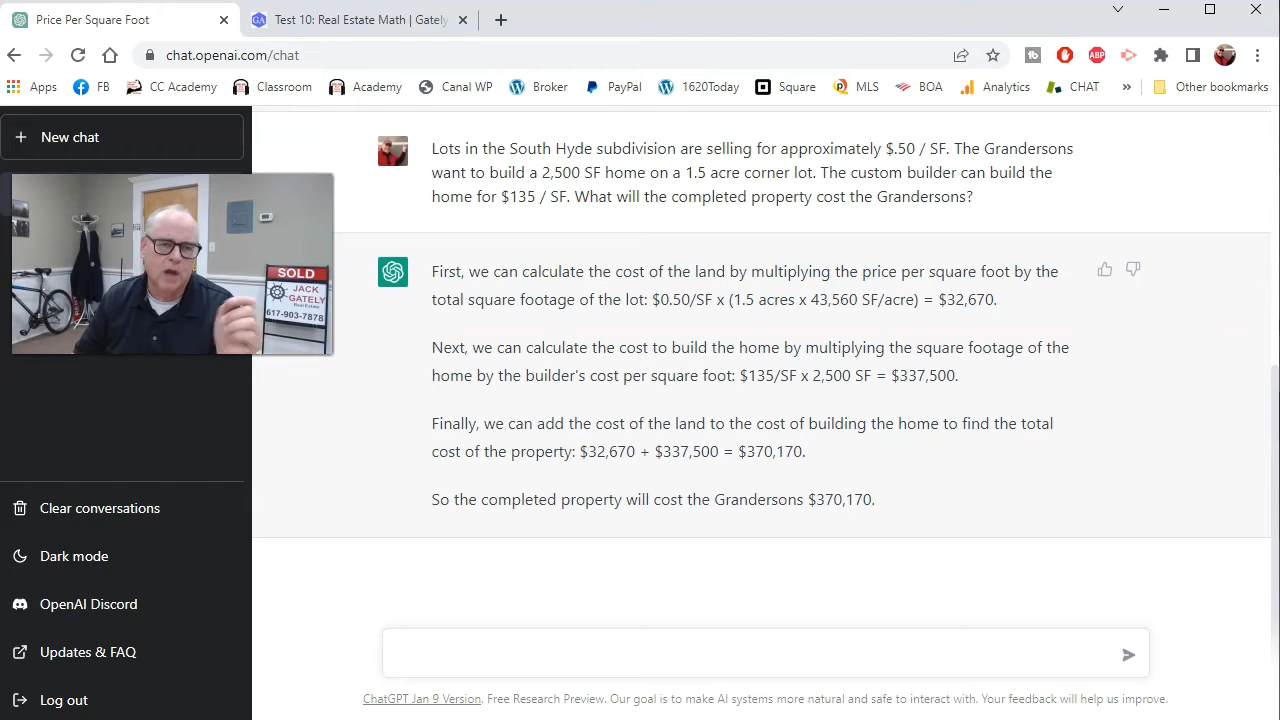 Price Per Square Foot
Test 10: Real Estate Math | Gately
chat.openai.com/chat
Apps
FB
CC Academy
Classroom
Academy
Canal WP
Broker
PayPal
1620Today
Square
MLS
BOA
Analytics
CHAT
Other bookmarks
New chat
Lots in the South Hyde subdivision are selling for approximately $.50 / SF. The Grandersons
want to build a 2,500 SF home on a 1.5 acre corner lot. The custom builder can build the
home for $135 / SF. What will the completed property cost the Grandersons?
First, we can calculate the cost of the land by multiplying the price per square foot by the
total square footage of the lot: $0.50/SF x (1.5 acres x 43,560 SF/acre) = $32,670.
Next, we can calculate the cost to build the home by multiplying the square footage of the
home by the builder's cost per square foot: $135/SF x 2,500 SF = $337,500.
Finally, we can add the cost of the land to the cost of building the home to find the total
cost of the property: $32,670 + $337,500 = $370,170.
So the completed property will cost the Grandersons $370,170.
SOLD
JACK
GATELY
Real Estate
617-903-7878
Clear conversations
Dark mode
OpenAI Discord
Updates & FAQ
Log out
ChatGPT Jan 9 Version. Free Research Preview. Our goal is to make AI systems more natural and safe to interact with. Your feedback will help us improve.
GA
tb
ABP